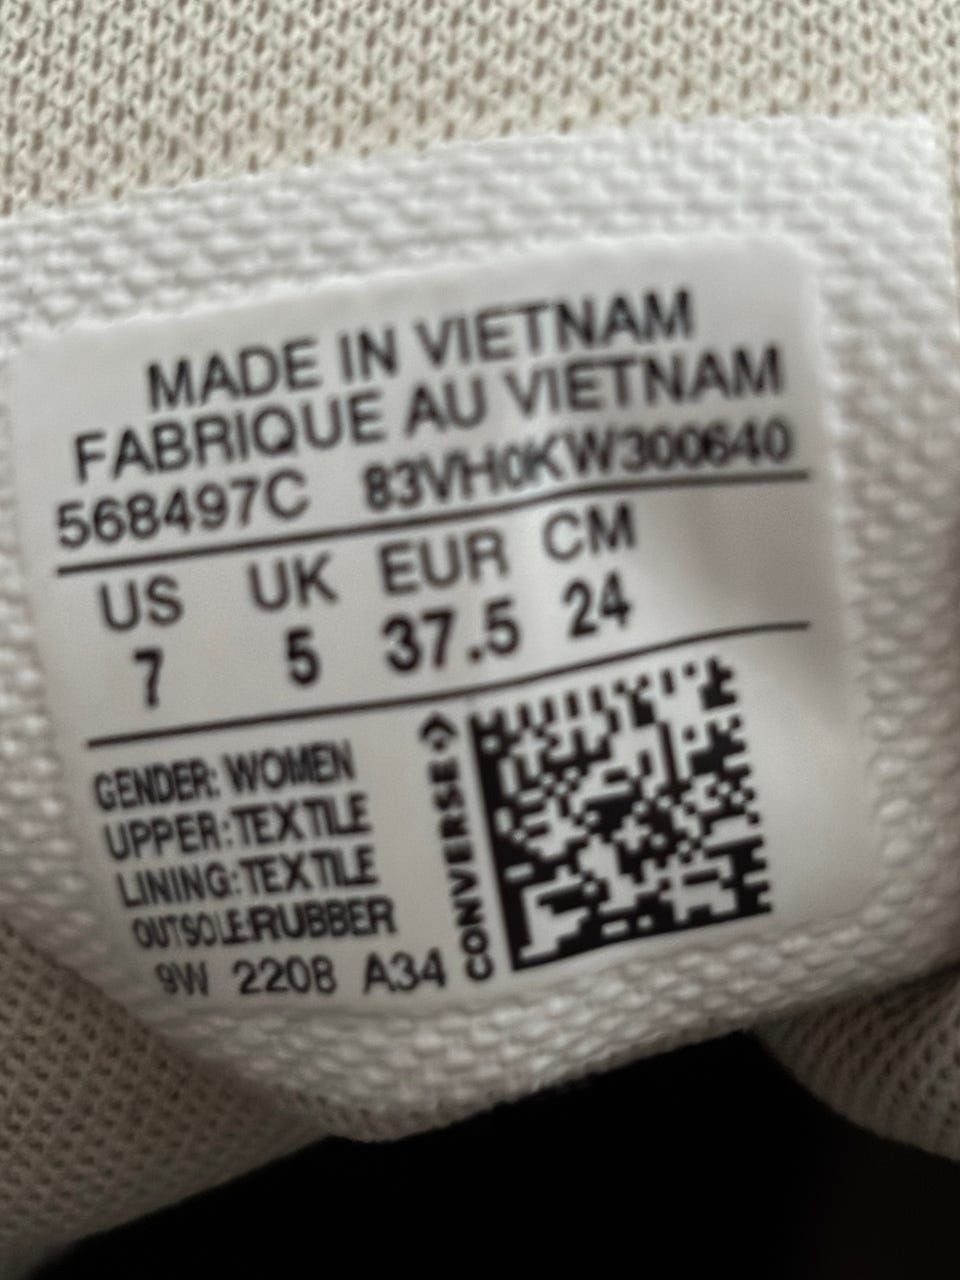 MADE IN VIETNAM
FABRIQUE AU VIETNAM
568497C 83VH0KW300640
US UK EUR CM
7 5 37.5 24
GENDER: WOMEN
UPPER:TEXTILE
LINING:TEXTILE
OUTSOLE:RUBBER
9W 2208 A34
CONVERSE